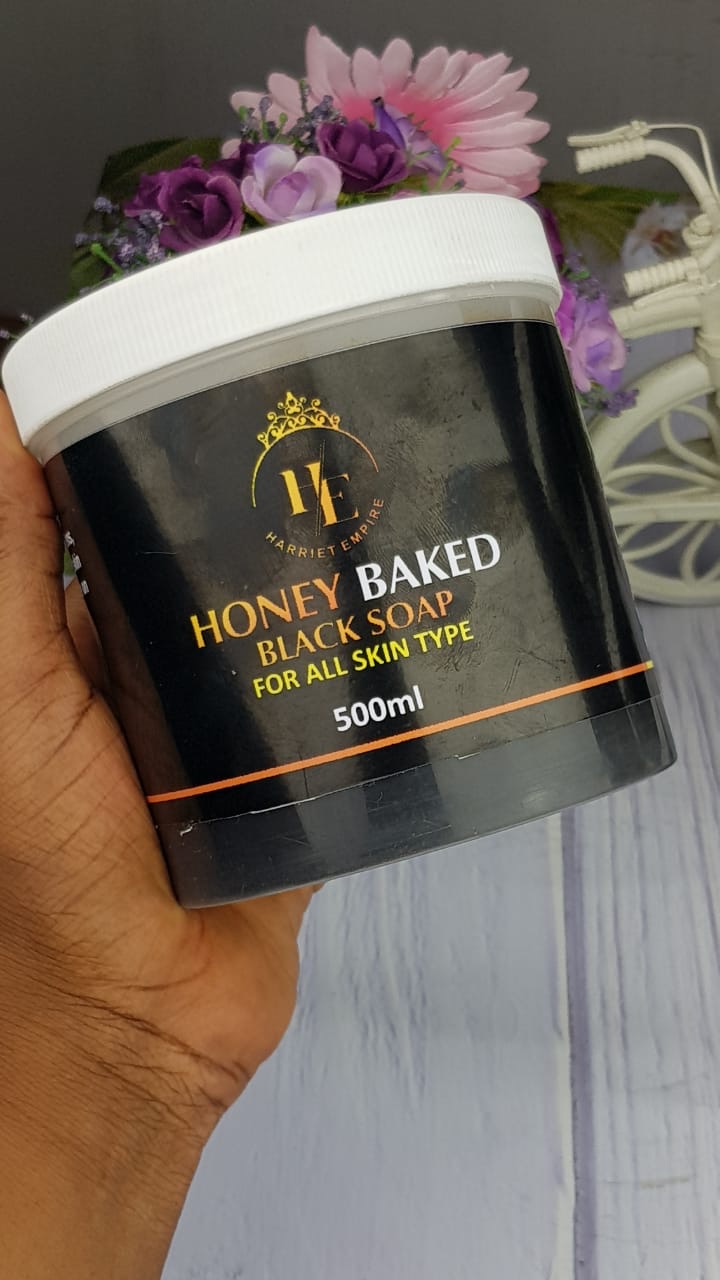 HE
HARRIET EMPIRE
HONEY BAKED
BLACK SOAP
FOR ALL SKIN TYPE
500ml